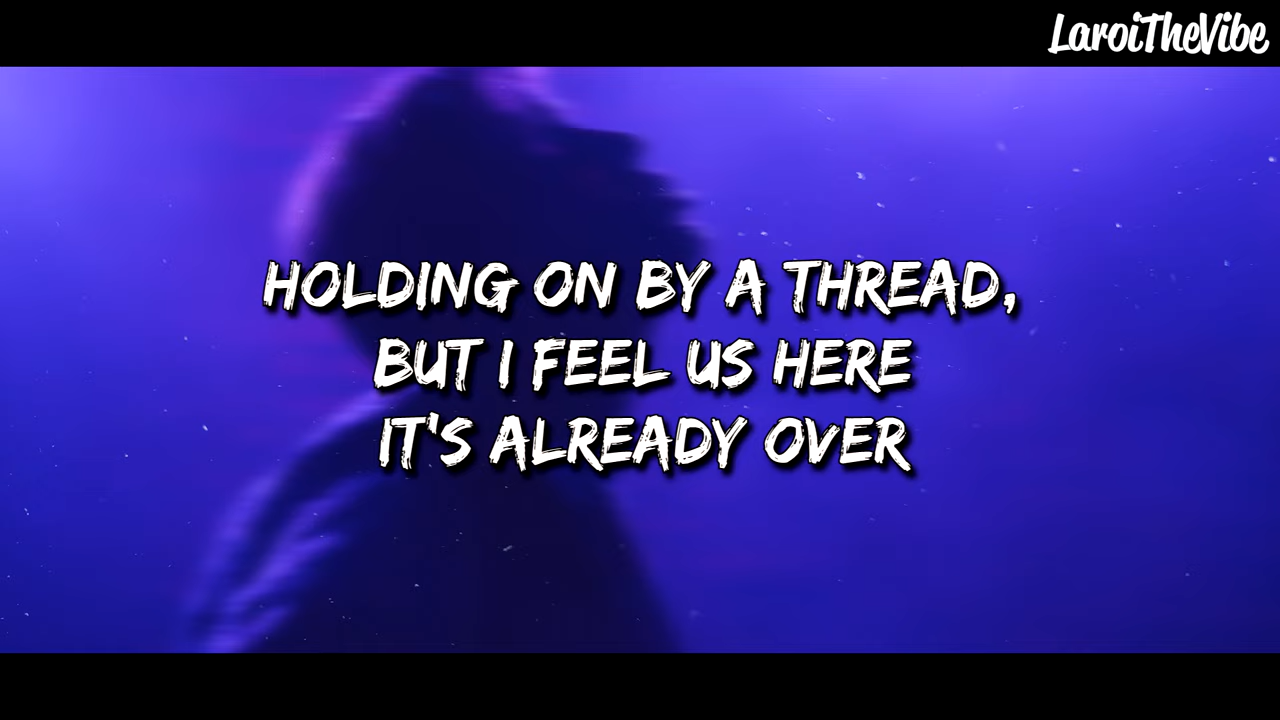 LaroiTheVibe
HOLDING ON BY A THREAD,
BUT I FEEL US HERE
IT'S ALREADY OVER